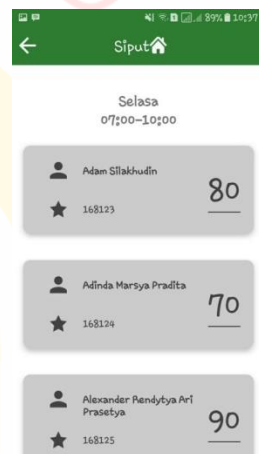 89% 10:37
Siput
Selasa
07:00-10:00
Adam Silakhudin
80
168123
Adinda Marsya Pradita
70
168124
Alexander Rendytya Ari
Prasetya
90
168125